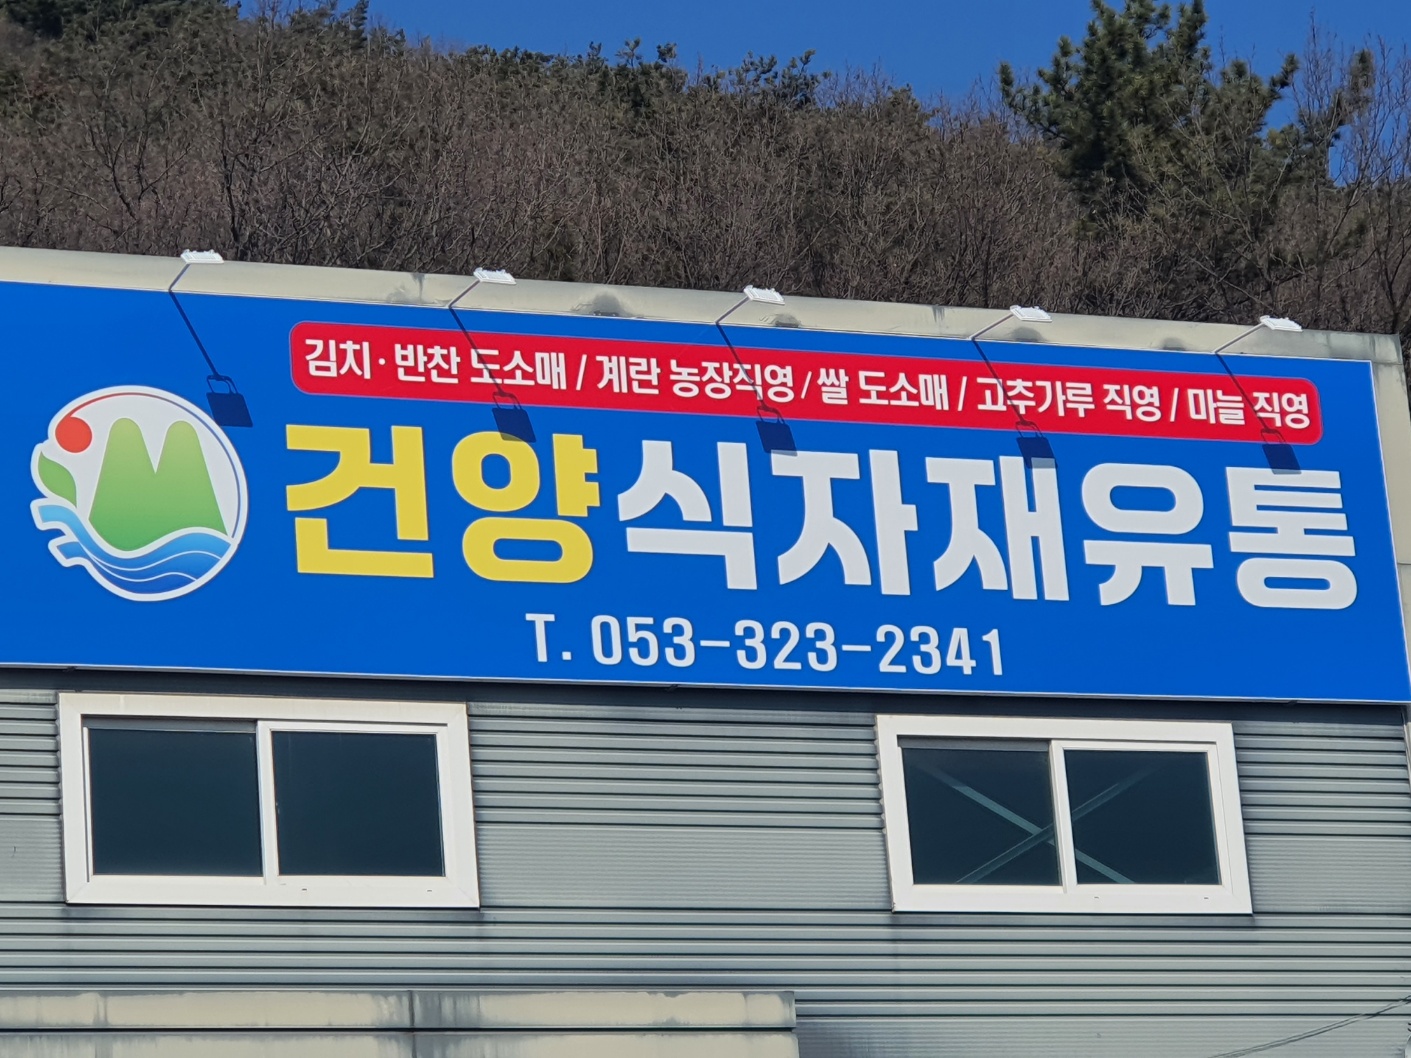 김치·반찬 도소매 / 계란 농장직영 / 쌀 도소매 / 고추가루 직영 / 마늘 직영
건양식자재유통
T. 053-323-2341